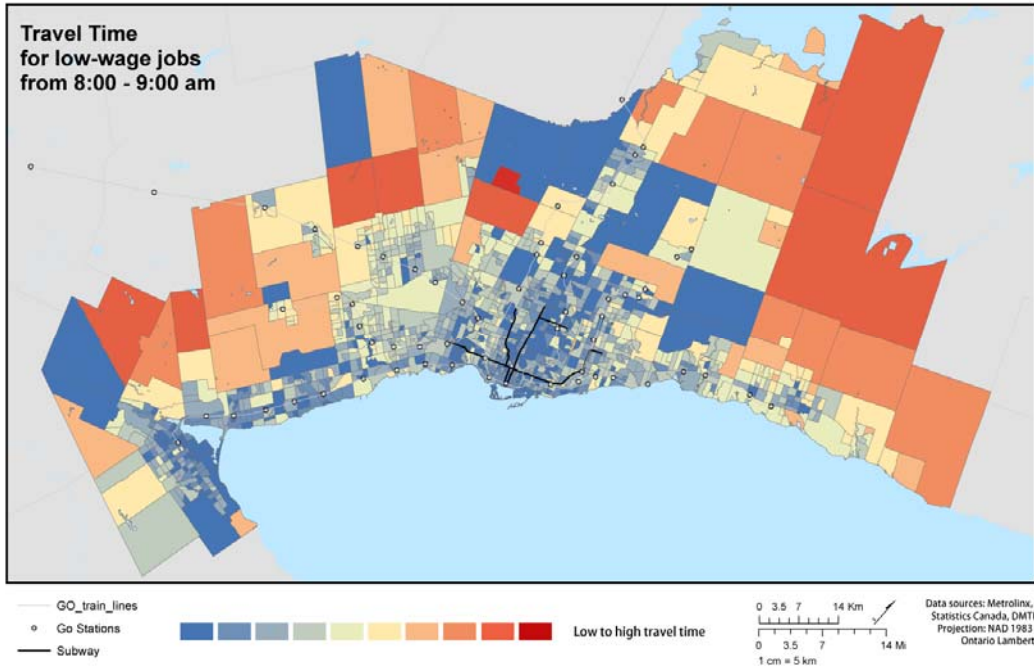 Travel Time
for low-wage jobs
from 8:00 - 9:00 am
GO_train_lines
Go Stations
Subway
Low to high travel time
0 3.5 7 14 Km
0 3.5 7 14 Mi
1 cm = 5 km
Data sources: Metrolinx,
Statistics Canada, DMTI
Projection: NAD 1983
Ontario Lambert